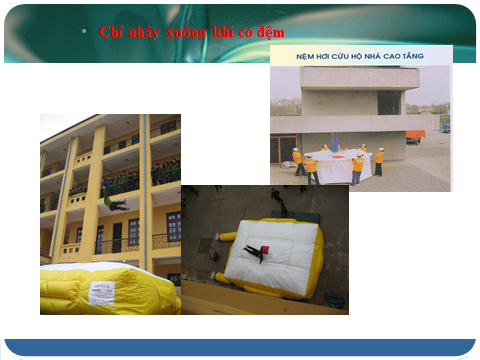 • Chỉ nhảy xuống khi có đệm
NỆM HƠI CỨU HỘ NHÀ CAO TẦNG